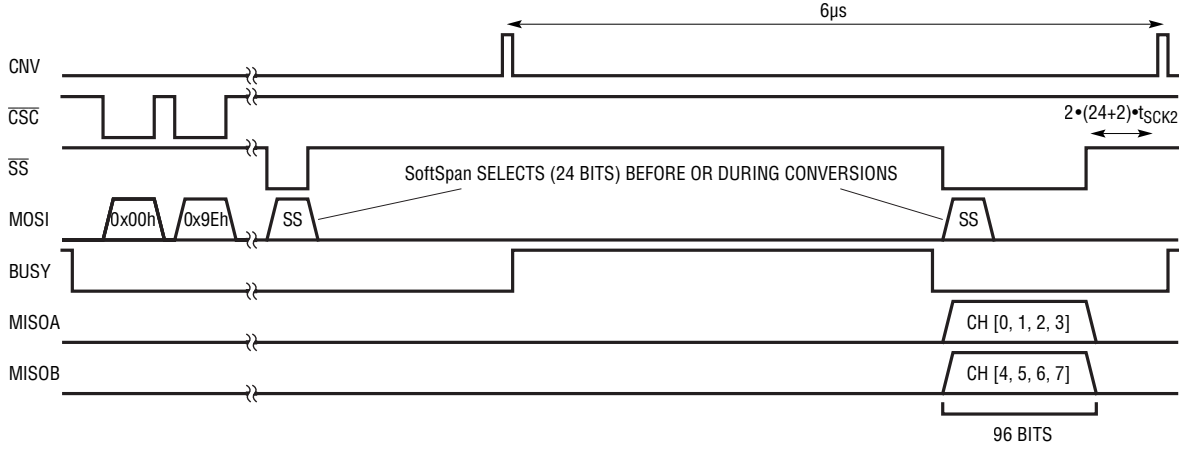 6µs
CNV
CSC
2•(24+2)•tSCK2
SS
SoftSpan SELECTS (24 BITS) BEFORE OR DURING CONVERSIONS
MOSI 0x00h 0x9Eh SS SS
BUSY
MISOA CH [0, 1, 2, 3]
MISOB CH [4, 5, 6, 7]
96 BITS